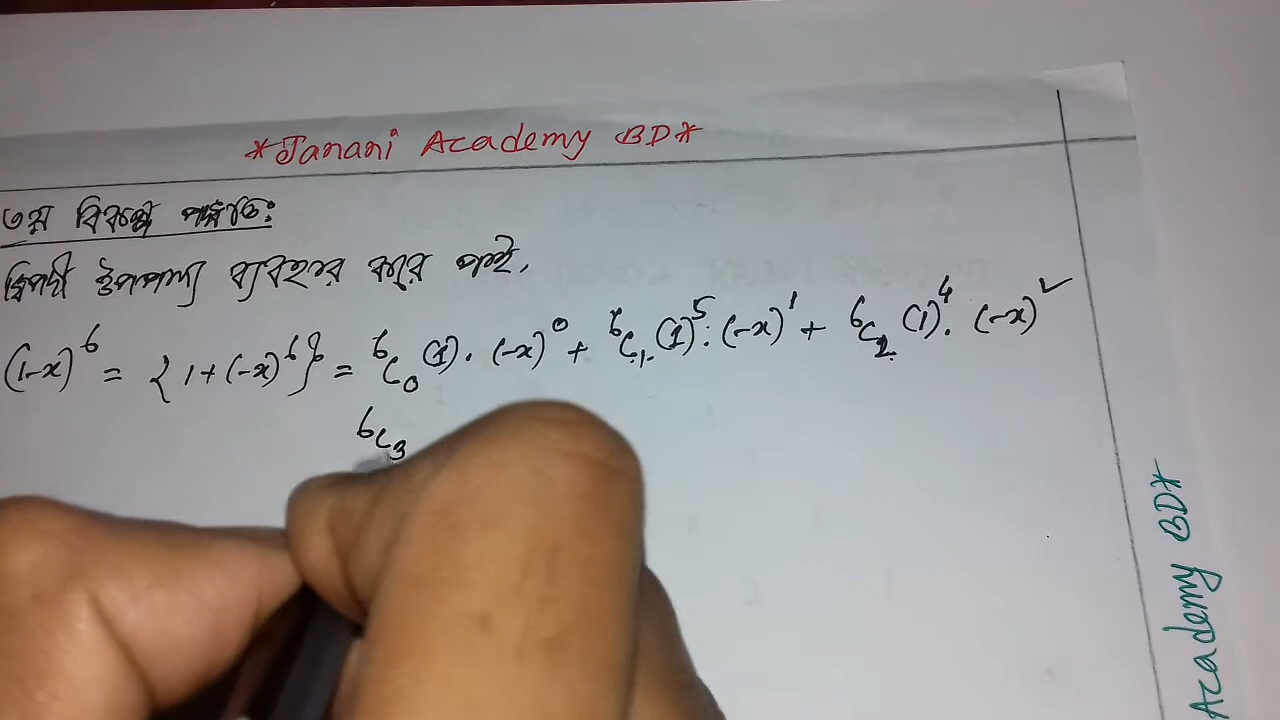 *Janani Academy BD*
৩য় বিকল্প পদ্ধতি:
দ্বিপদী উপপাদ্য ব্যবহার করে পাই,
(1-x)⁶ = {1+(-x)⁶} = ⁶C₀ (1). (-x)⁰ + ⁶C₁. (1)⁵. (-x)¹ + ⁶C₂ (1)⁴. (-x)²
⁶C₃
Academy BD*